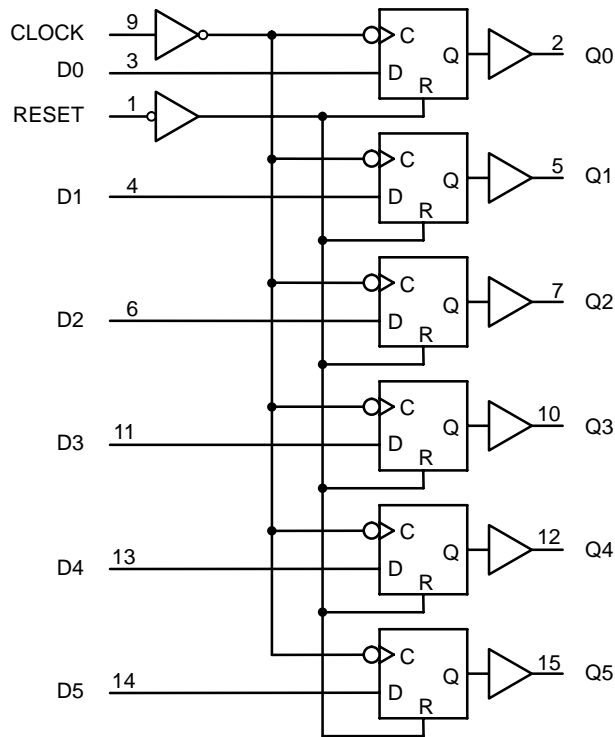 CLOCK 9 C Q 2 Q0
D0 3 D
RESET 1 R
C Q 5 Q1
D1 4 D
R
C Q 7 Q2
D2 6 D
R
C Q 10 Q3
D3 11 D
R
C Q 12 Q4
D4 13 D
R
C Q 15 Q5
D5 14 D
R